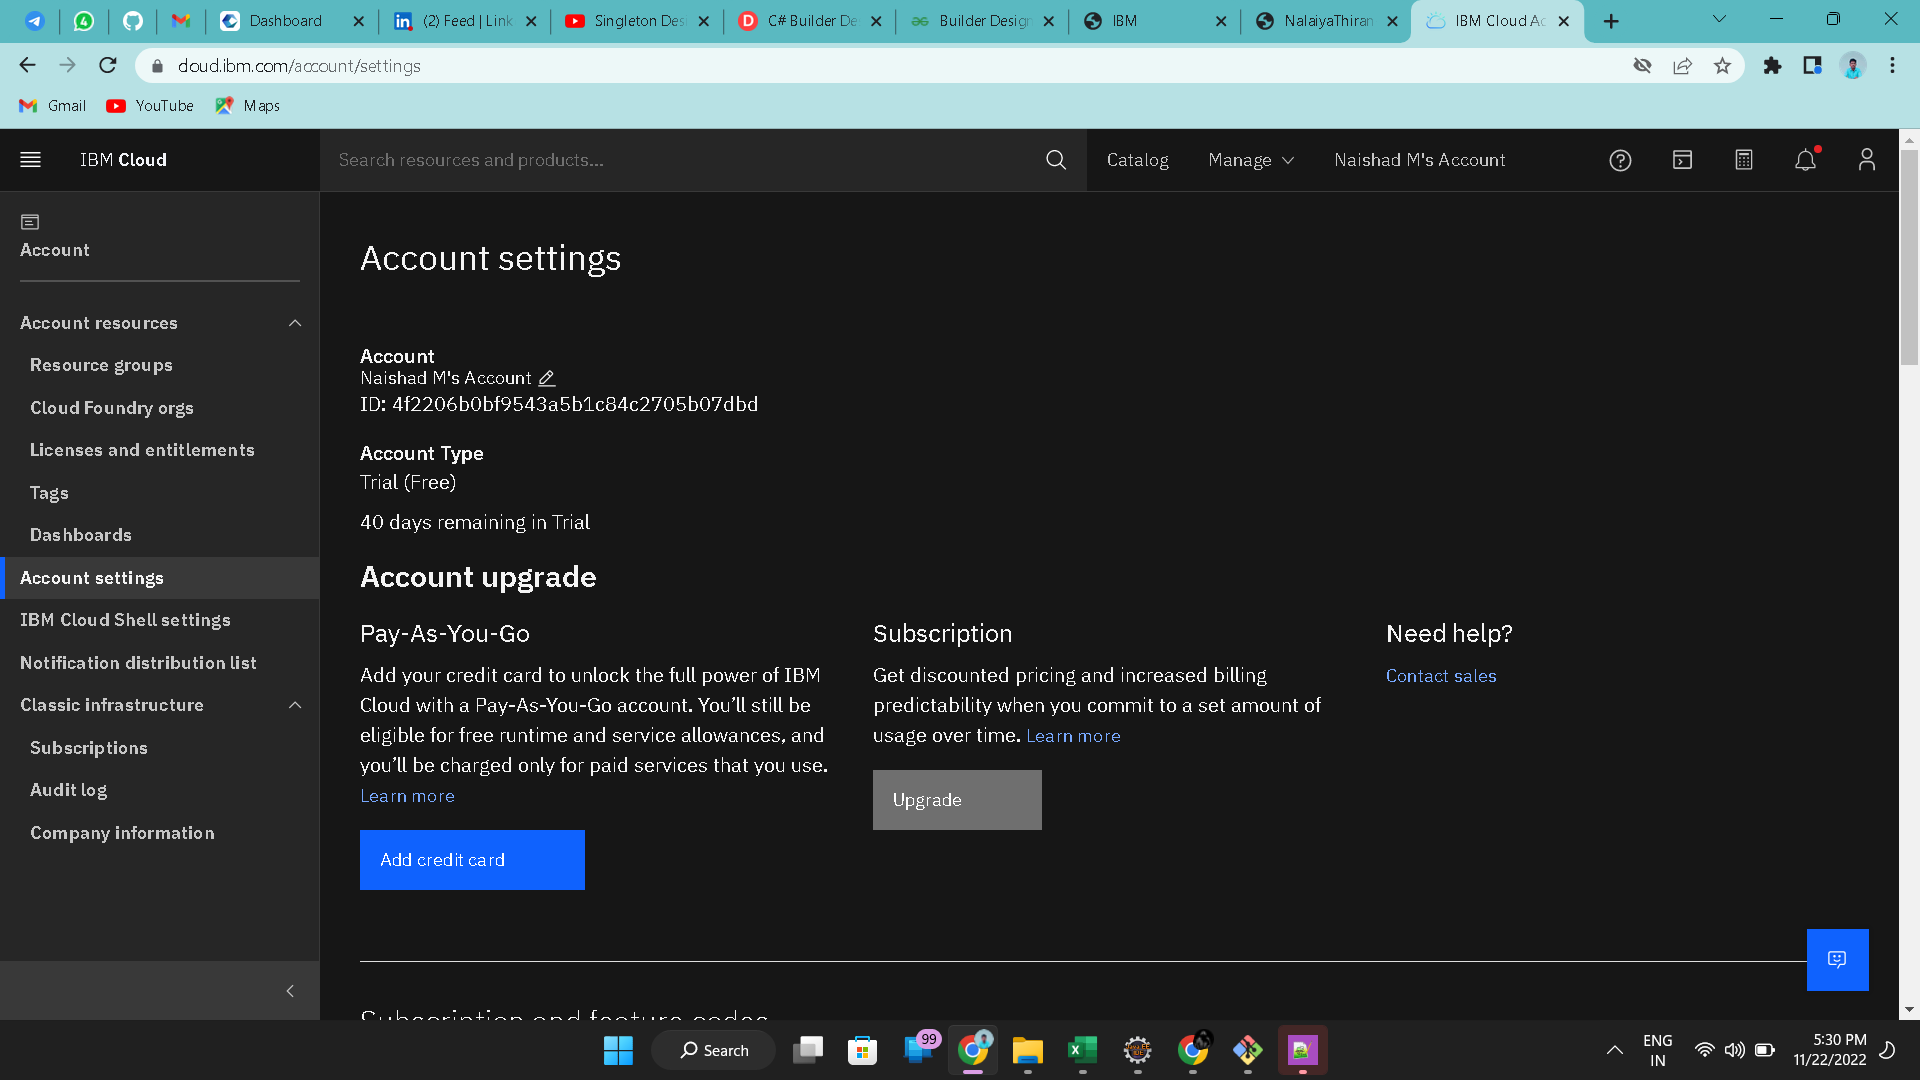 4
Dashboard
(2) Feed | Link
Singleton Des
C# Builder De
Builder Design
IBM
NalaiyaThiran
IBM Cloud Ac
cloud.ibm.com/account/settings
Gmail
YouTube
Maps
IBM Cloud
Search resources and products...
Catalog
Manage
Naishad M's Account
Account
Account resources
Resource groups
Cloud Foundry orgs
Licenses and entitlements
Tags
Dashboards
Account settings
IBM Cloud Shell settings
Notification distribution list
Classic infrastructure
Subscriptions
Audit log
Company information
Account settings
Account
Naishad M's Account
ID: 4f2206b0bf9543a5b1c84c2705b07dbd
Account Type
Trial (Free)
40 days remaining in Trial
Account upgrade
Pay-As-You-Go
Add your credit card to unlock the full power of IBM
Cloud with a Pay-As-You-Go account. You’ll still be
eligible for free runtime and service allowances, and
you’ll be charged only for paid services that you use.
Learn more
Add credit card
Subscription
Get discounted pricing and increased billing
predictability when you commit to a set amount of
usage over time. Learn more
Upgrade
Need help?
Contact sales
Subscription and feature codes
Search
99
ENG
IN
5:30 PM
11/22/2022